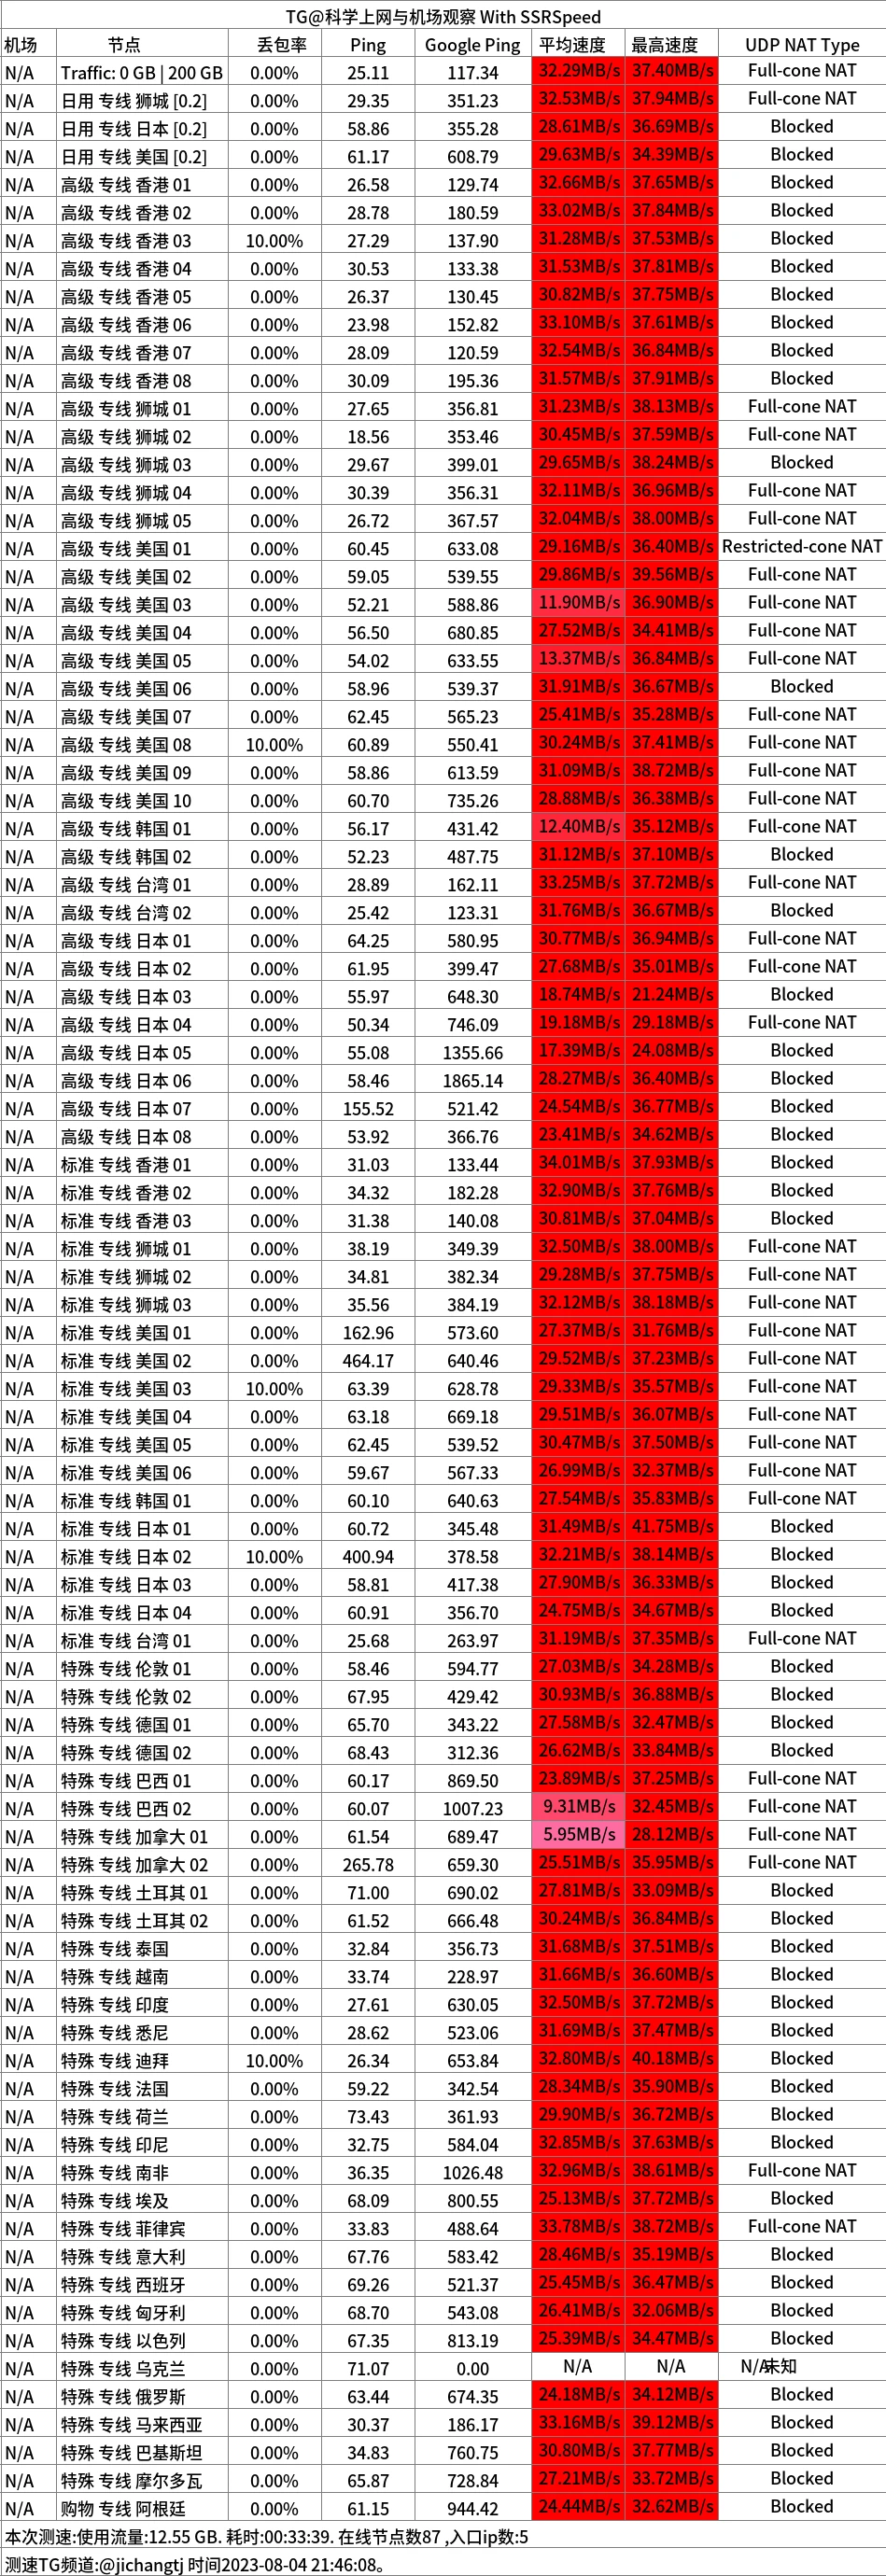 TG@科学上网与机场观察 With SSRSpeed
机场 节点 丢包率 Ping Google Ping 平均速度 最高速度 UDP NAT Type
N/A Traffic: 0 GB | 200 GB 0.00% 25.11 117.34 32.29MB/s 37.40MB/s Full-cone NAT
N/A 日用 专线 狮城 [0.2] 0.00% 29.35 351.23 32.53MB/s 37.94MB/s Full-cone NAT
N/A 日用 专线 日本 [0.2] 0.00% 58.86 355.28 28.61MB/s 36.69MB/s Blocked
N/A 日用 专线 美国 [0.2] 0.00% 61.17 608.79 29.63MB/s 34.39MB/s Blocked
N/A 高级 专线 香港 01 0.00% 26.58 129.74 32.66MB/s 37.65MB/s Blocked
N/A 高级 专线 香港 02 0.00% 28.78 180.59 33.02MB/s 37.84MB/s Blocked
N/A 高级 专线 香港 03 10.00% 27.29 137.90 31.28MB/s 37.53MB/s Blocked
N/A 高级 专线 香港 04 0.00% 30.53 133.38 31.53MB/s 37.81MB/s Blocked
N/A 高级 专线 香港 05 0.00% 26.37 130.45 30.82MB/s 37.75MB/s Blocked
N/A 高级 专线 香港 06 0.00% 23.98 152.82 33.10MB/s 37.61MB/s Blocked
N/A 高级 专线 香港 07 0.00% 28.09 120.59 32.54MB/s 36.84MB/s Blocked
N/A 高级 专线 香港 08 0.00% 30.09 195.36 31.57MB/s 37.91MB/s Blocked
N/A 高级 专线 狮城 01 0.00% 27.65 356.81 31.23MB/s 38.13MB/s Full-cone NAT
N/A 高级 专线 狮城 02 0.00% 18.56 353.46 30.45MB/s 37.59MB/s Full-cone NAT
N/A 高级 专线 狮城 03 0.00% 29.67 399.01 29.65MB/s 38.24MB/s Blocked
N/A 高级 专线 狮城 04 0.00% 30.39 356.31 32.11MB/s 36.96MB/s Full-cone NAT
N/A 高级 专线 狮城 05 0.00% 26.72 367.57 32.04MB/s 38.00MB/s Full-cone NAT
N/A 高级 专线 美国 01 0.00% 60.45 633.08 29.16MB/s 36.40MB/s Restricted-cone NAT
N/A 高级 专线 美国 02 0.00% 59.05 539.55 29.86MB/s 39.56MB/s Full-cone NAT
N/A 高级 专线 美国 03 0.00% 52.21 588.86 11.90MB/s 36.90MB/s Full-cone NAT
N/A 高级 专线 美国 04 0.00% 56.50 680.85 27.52MB/s 34.41MB/s Full-cone NAT
N/A 高级 专线 美国 05 0.00% 54.02 633.55 13.37MB/s 36.84MB/s Full-cone NAT
N/A 高级 专线 美国 06 0.00% 58.96 539.37 31.91MB/s 36.67MB/s Blocked
N/A 高级 专线 美国 07 0.00% 62.45 565.23 25.41MB/s 35.28MB/s Full-cone NAT
N/A 高级 专线 美国 08 10.00% 60.89 550.41 30.24MB/s 37.41MB/s Full-cone NAT
N/A 高级 专线 美国 09 0.00% 58.86 613.59 31.09MB/s 38.72MB/s Full-cone NAT
N/A 高级 专线 美国 10 0.00% 60.70 735.26 28.88MB/s 36.38MB/s Full-cone NAT
N/A 高级 专线 韩国 01 0.00% 56.17 431.42 12.40MB/s 35.12MB/s Full-cone NAT
N/A 高级 专线 韩国 02 0.00% 52.23 487.75 31.12MB/s 37.10MB/s Blocked
N/A 高级 专线 台湾 01 0.00% 28.89 162.11 33.25MB/s 37.72MB/s Full-cone NAT
N/A 高级 专线 台湾 02 0.00% 25.42 123.31 31.76MB/s 36.67MB/s Blocked
N/A 高级 专线 日本 01 0.00% 64.25 580.95 30.77MB/s 36.94MB/s Full-cone NAT
N/A 高级 专线 日本 02 0.00% 61.95 399.47 27.68MB/s 35.01MB/s Full-cone NAT
N/A 高级 专线 日本 03 0.00% 55.97 648.30 18.74MB/s 21.24MB/s Blocked
N/A 高级 专线 日本 04 0.00% 50.34 746.09 19.18MB/s 29.18MB/s Full-cone NAT
N/A 高级 专线 日本 05 0.00% 55.08 1355.66 17.39MB/s 24.08MB/s Blocked
N/A 高级 专线 日本 06 0.00% 58.46 1865.14 28.27MB/s 36.40MB/s Blocked
N/A 高级 专线 日本 07 0.00% 155.52 521.42 24.54MB/s 36.77MB/s Blocked
N/A 高级 专线 日本 08 0.00% 53.92 366.76 23.41MB/s 34.62MB/s Blocked
N/A 标准 专线 香港 01 0.00% 31.03 133.44 34.01MB/s 37.93MB/s Blocked
N/A 标准 专线 香港 02 0.00% 34.32 182.28 32.90MB/s 37.76MB/s Blocked
N/A 标准 专线 香港 03 0.00% 31.38 140.08 30.81MB/s 37.04MB/s Blocked
N/A 标准 专线 狮城 01 0.00% 38.19 349.39 32.50MB/s 38.00MB/s Full-cone NAT
N/A 标准 专线 狮城 02 0.00% 34.81 382.34 29.28MB/s 37.75MB/s Full-cone NAT
N/A 标准 专线 狮城 03 0.00% 35.56 384.19 32.12MB/s 38.18MB/s Full-cone NAT
N/A 标准 专线 美国 01 0.00% 162.96 573.60 27.37MB/s 31.76MB/s Full-cone NAT
N/A 标准 专线 美国 02 0.00% 464.17 640.46 29.52MB/s 37.23MB/s Full-cone NAT
N/A 标准 专线 美国 03 10.00% 63.39 628.78 29.33MB/s 35.57MB/s Full-cone NAT
N/A 标准 专线 美国 04 0.00% 63.18 669.18 29.51MB/s 36.07MB/s Full-cone NAT
N/A 标准 专线 美国 05 0.00% 62.45 539.52 30.47MB/s 37.50MB/s Full-cone NAT
N/A 标准 专线 美国 06 0.00% 59.67 567.33 26.99MB/s 32.37MB/s Full-cone NAT
N/A 标准 专线 韩国 01 0.00% 60.10 640.63 27.54MB/s 35.83MB/s Full-cone NAT
N/A 标准 专线 日本 01 0.00% 60.72 345.48 31.49MB/s 41.75MB/s Blocked
N/A 标准 专线 日本 02 10.00% 400.94 378.58 32.21MB/s 38.14MB/s Blocked
N/A 标准 专线 日本 03 0.00% 58.81 417.38 27.90MB/s 36.33MB/s Blocked
N/A 标准 专线 日本 04 0.00% 60.91 356.70 24.75MB/s 34.67MB/s Blocked
N/A 标准 专线 台湾 01 0.00% 25.68 263.97 31.19MB/s 37.35MB/s Full-cone NAT
N/A 特殊 专线 伦敦 01 0.00% 58.46 594.77 27.03MB/s 34.28MB/s Blocked
N/A 特殊 专线 伦敦 02 0.00% 67.95 429.42 30.93MB/s 36.88MB/s Blocked
N/A 特殊 专线 德国 01 0.00% 65.70 343.22 27.58MB/s 32.47MB/s Blocked
N/A 特殊 专线 德国 02 0.00% 68.43 312.36 26.62MB/s 33.84MB/s Blocked
N/A 特殊 专线 巴西 01 0.00% 60.17 869.50 23.89MB/s 37.25MB/s Full-cone NAT
N/A 特殊 专线 巴西 02 0.00% 60.07 1007.23 9.31MB/s 32.45MB/s Full-cone NAT
N/A 特殊 专线 加拿大 01 0.00% 61.54 689.47 5.95MB/s 28.12MB/s Full-cone NAT
N/A 特殊 专线 加拿大 02 0.00% 265.78 659.30 25.51MB/s 35.95MB/s Full-cone NAT
N/A 特殊 专线 土耳其 01 0.00% 71.00 690.02 27.81MB/s 33.09MB/s Blocked
N/A 特殊 专线 土耳其 02 0.00% 61.52 666.48 30.24MB/s 36.84MB/s Blocked
N/A 特殊 专线 泰国 0.00% 32.84 356.73 31.68MB/s 37.51MB/s Blocked
N/A 特殊 专线 越南 0.00% 33.74 228.97 31.66MB/s 36.60MB/s Blocked
N/A 特殊 专线 印度 0.00% 27.61 630.05 32.50MB/s 37.72MB/s Blocked
N/A 特殊 专线 悉尼 0.00% 28.62 523.06 31.69MB/s 37.47MB/s Blocked
N/A 特殊 专线 迪拜 10.00% 26.34 653.84 32.80MB/s 40.18MB/s Blocked
N/A 特殊 专线 法国 0.00% 59.22 342.54 28.34MB/s 35.90MB/s Blocked
N/A 特殊 专线 荷兰 0.00% 73.43 361.93 29.90MB/s 36.72MB/s Blocked
N/A 特殊 专线 印尼 0.00% 32.75 584.04 32.85MB/s 37.63MB/s Blocked
N/A 特殊 专线 南非 0.00% 36.35 1026.48 32.96MB/s 38.61MB/s Full-cone NAT
N/A 特殊 专线 埃及 0.00% 68.09 800.55 25.13MB/s 37.72MB/s Blocked
N/A 特殊 专线 菲律宾 0.00% 33.83 488.64 33.78MB/s 38.72MB/s Full-cone NAT
N/A 特殊 专线 意大利 0.00% 67.76 583.42 28.46MB/s 35.19MB/s Blocked
N/A 特殊 专线 西班牙 0.00% 69.26 521.37 25.45MB/s 36.47MB/s Blocked
N/A 特殊 专线 匈牙利 0.00% 68.70 543.08 26.41MB/s 32.06MB/s Blocked
N/A 特殊 专线 以色列 0.00% 67.35 813.19 25.39MB/s 34.47MB/s Blocked
N/A 特殊 专线 乌克兰 0.00% 71.07 0.00 N/A N/A N/A未知
N/A 特殊 专线 俄罗斯 0.00% 63.44 674.35 24.18MB/s 34.12MB/s Blocked
N/A 特殊 专线 马来西亚 0.00% 30.37 186.17 33.16MB/s 39.12MB/s Blocked
N/A 特殊 专线 巴基斯坦 0.00% 34.83 760.75 30.80MB/s 37.77MB/s Blocked
N/A 特殊 专线 摩尔多瓦 0.00% 65.87 728.84 27.21MB/s 33.72MB/s Blocked
N/A 购物 专线 阿根廷 0.00% 61.15 944.42 24.44MB/s 32.62MB/s Blocked
本次测速:使用流量:12.55 GB. 耗时:00:33:39. 在线节点数87 ,入口ip数:5
测速TG频道:@jichangtj 时间2023-08-04 21:46:08。